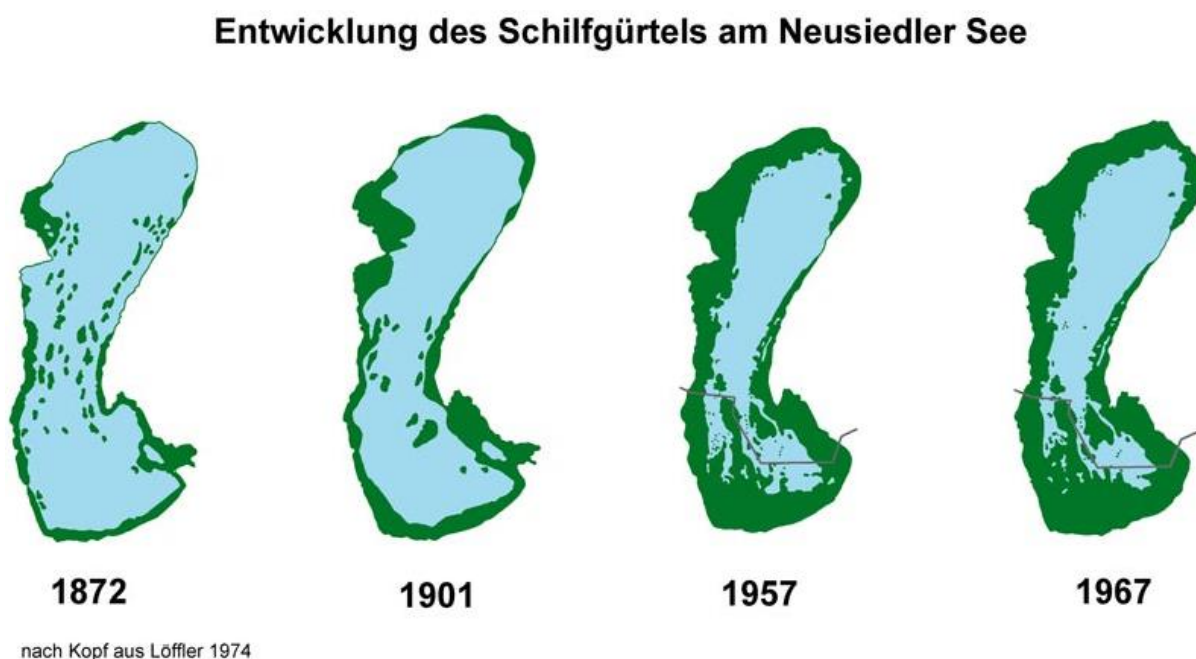 Entwicklung des Schilfgürtels am Neusiedler See
1872
1901
1957
1967
nach Kopf aus Löffler 1974